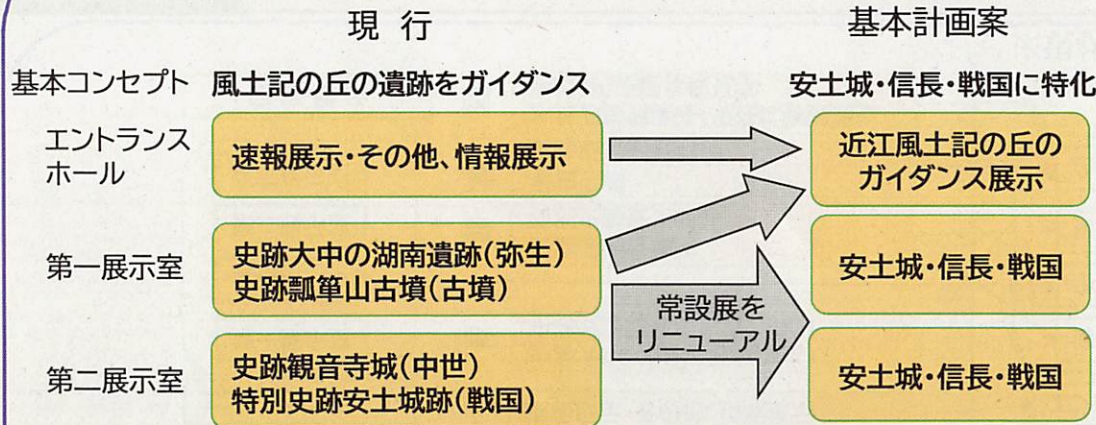 現 行
基本計画案
基本コンセプト
風土記の丘の遺跡をガイダンス
安土城・信長・戦国に特化
エントランス
ホール
速報展示・その他、情報展示
近江風土記の丘の
ガイダンス展示
第一展示室
史跡大中の湖南遺跡(弥生)
史跡瓢箪山古墳(古墳)
常設展を
リニューアル
安土城・信長・戦国
第二展示室
史跡観音寺城(中世)
特別史跡安土城跡(戦国)
安土城・信長・戦国